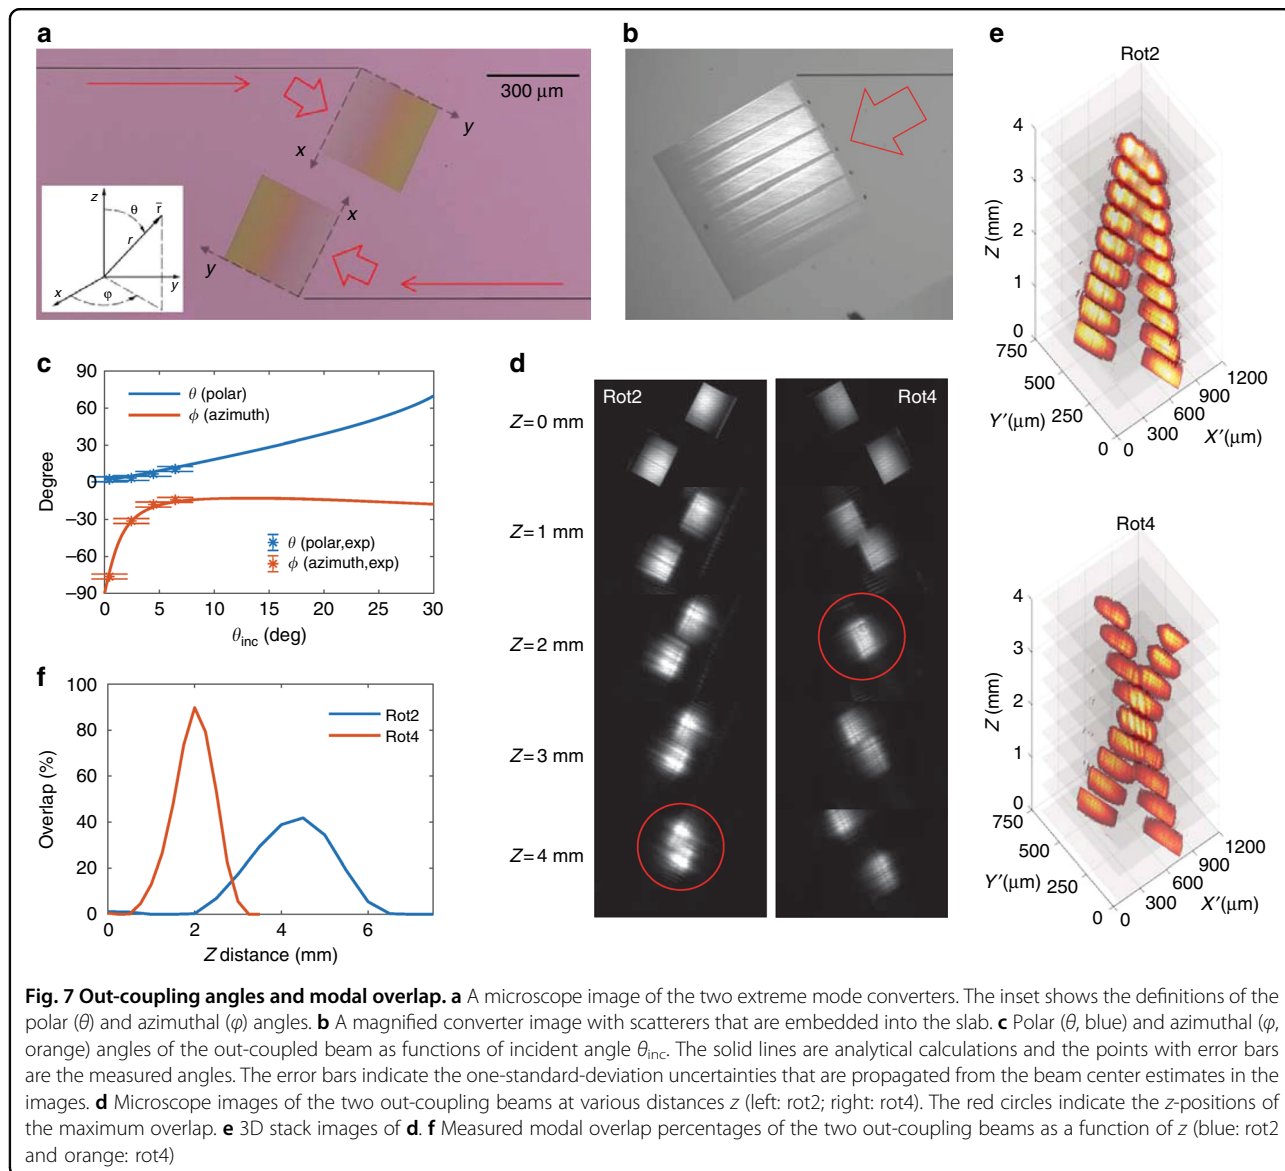 a
300 μm
y
x
x
y
z
θ
r̅
r
x
φ
y
b
e
Rot2
4
3
2
1
0
Z (mm)
750
500
250
0
Y′(μm)
0
300
600
900
1200
X′(μm)
c
90
60
30
0
−30
−60
−90
Degree
θ (polar)
ϕ (azimuth)
θ (polar,exp)
ϕ (azimuth,exp)
0 5 10 15 20 25 30
θinc (deg)
d
Rot2
Rot4
Z=0 mm
Z=1 mm
Z=2 mm
Z=3 mm
Z=4 mm
Rot4
4
3
2
1
0
Z (mm)
750
500
250
0
Y′(μm)
0
300
600
900
1200
X′(μm)
f
100
80
60
40
20
0
Overlap (%)
Rot2
Rot4
0 2 4 6
Z distance (mm)
Fig. 7 Out-coupling angles and modal overlap. a A microscope image of the two extreme mode converters. The inset shows the definitions of the
polar (θ) and azimuthal (φ) angles. b A magnified converter image with scatterers that are embedded into the slab. c Polar (θ, blue) and azimuthal (φ,
orange) angles of the out-coupled beam as functions of incident angle θinc. The solid lines are analytical calculations and the points with error bars
are the measured angles. The error bars indicate the one-standard-deviation uncertainties that are propagated from the beam center estimates in the
images. d Microscope images of the two out-coupling beams at various distances z (left: rot2; right: rot4). The red circles indicate the z-positions of
the maximum overlap. e 3D stack images of d. f Measured modal overlap percentages of the two out-coupling beams as a function of z (blue: rot2
and orange: rot4)